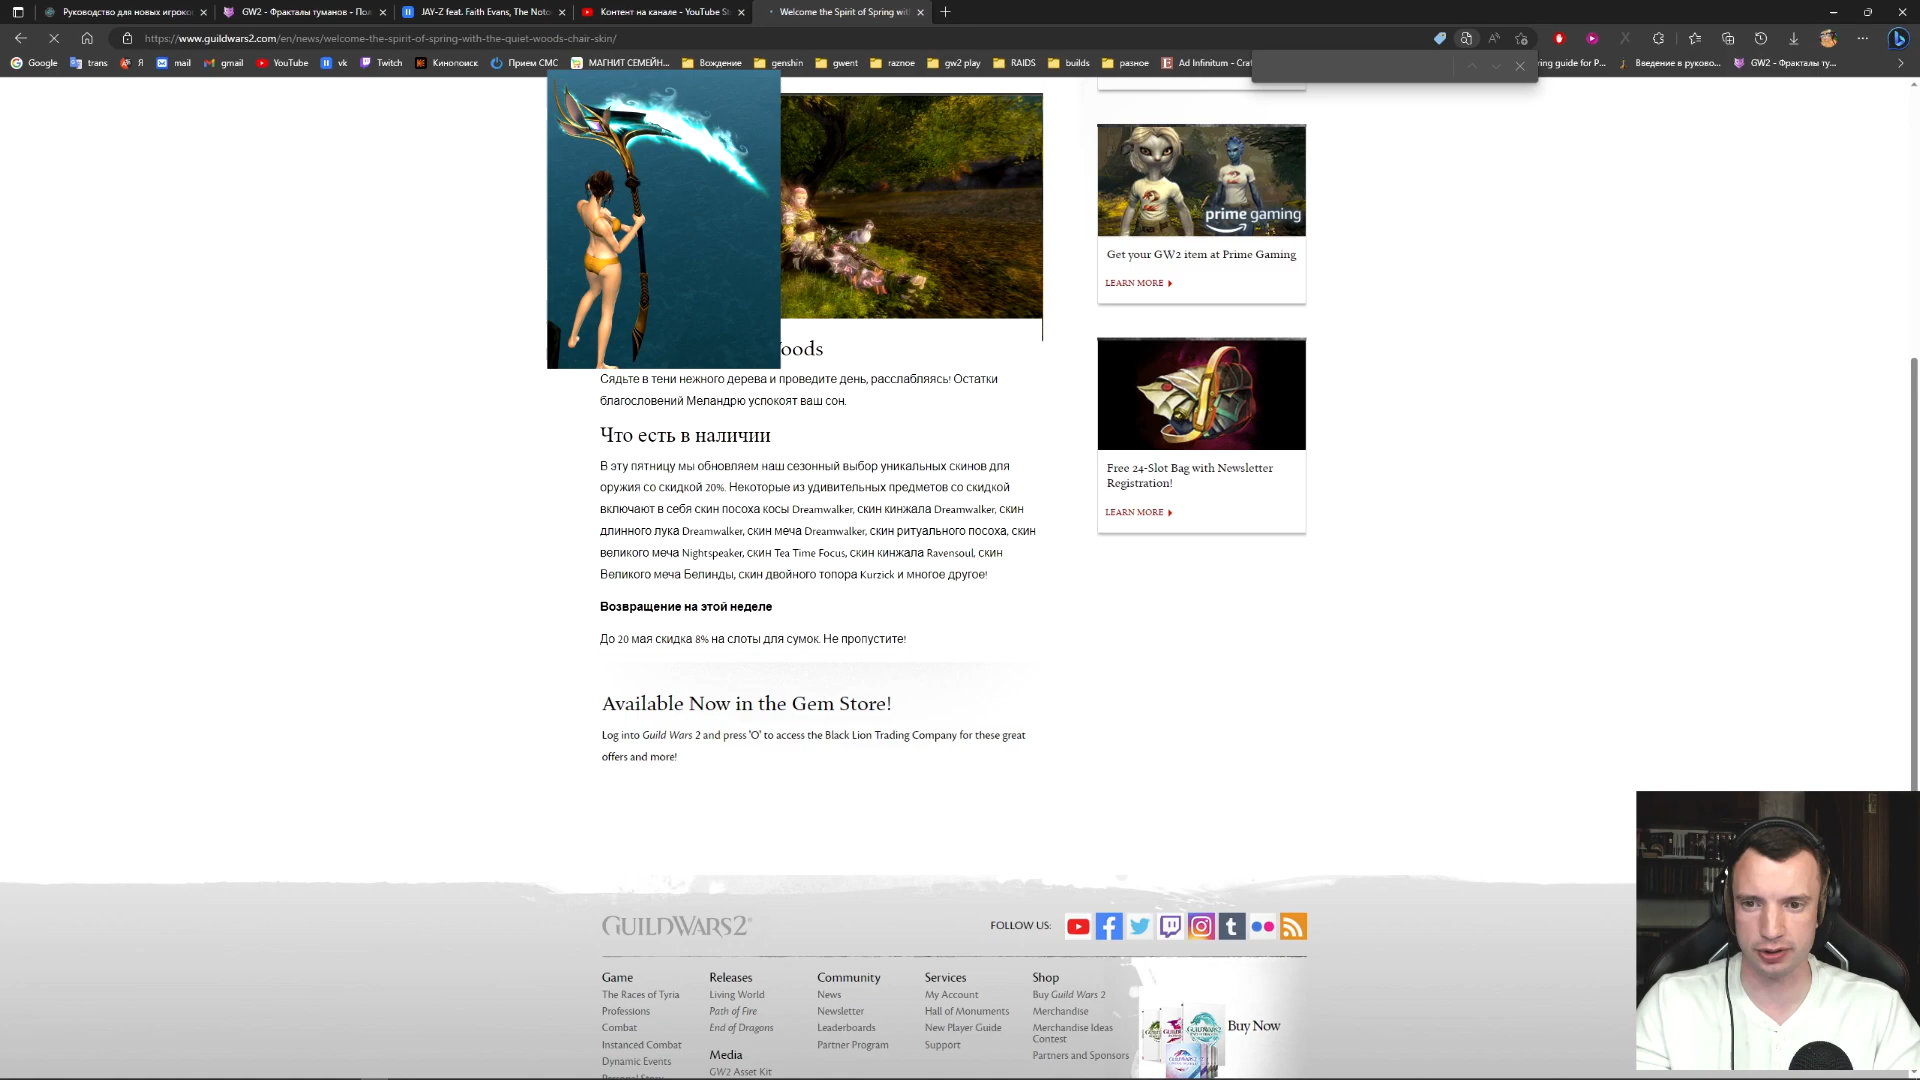 Руководство для новых игроко
GW2 - Фракталы туманов - Пол
JAY-Z feat. Faith Evans, The Noto
Контент на канале - YouTube St
Welcome the Spirit of Spring wit
https://www.guildwars2.com/en/news/welcome-the-spirit-of-spring-with-the-quiet-woods-chair-skin/
Google
trans
Я
mail
gmail
YouTube
vk
Twitch
Кинопоиск
Прием СМС
МАГНИТ СЕМЕЙН...
Вождение
genshin
gwent
raznoe
gw2 play
RAIDS
builds
разное
Ad Infinitum - Craf
ring guide for P...
Введение в руково...
GW2 - Фракталы ту...
prime gaming
Get your GW2 item at Prime Gaming
LEARN MORE
oods
Сядьте в тени нежного дерева и проведите день, расслабляясь! Остатки
благословений Меландрю успокоят ваш сон.
Что есть в наличии
В эту пятницу мы обновляем наш сезонный выбор уникальных скинов для
оружия со скидкой 20%. Некоторые из удивительных предметов со скидкой
включают в себя скин посоха косы Dreamwalker, скин кинжала Dreamwalker, скин
длинного лука Dreamwalker, скин меча Dreamwalker, скин ритуального посоха, скин
великого меча Nightspeaker, скин Tea Time Focus, скин кинжала Ravensoul, скин
Великого меча Белинды, скин двойного топора Kurzick и многое другое!
Возвращение на этой неделе
До 20 мая скидка 8% на слоты для сумок. Не пропустите!
Free 24-Slot Bag with Newsletter
Registration!
LEARN MORE
Available Now in the Gem Store!
Log into Guild Wars 2 and press 'O' to access the Black Lion Trading Company for these great
offers and more!
GUILDWARS2
FOLLOW US:
Game
The Races of Tyria
Professions
Combat
Instanced Combat
Dynamic Events
Personal Story
Releases
Living World
Path of Fire
End of Dragons
Media
GW2 Asset Kit
Community
News
Newsletter
Leaderboards
Partner Program
Services
My Account
Hall of Monuments
New Player Guide
Support
Shop
Buy Guild Wars 2
Merchandise
Merchandise Ideas
Contest
Partners and Sponsors
Buy Now